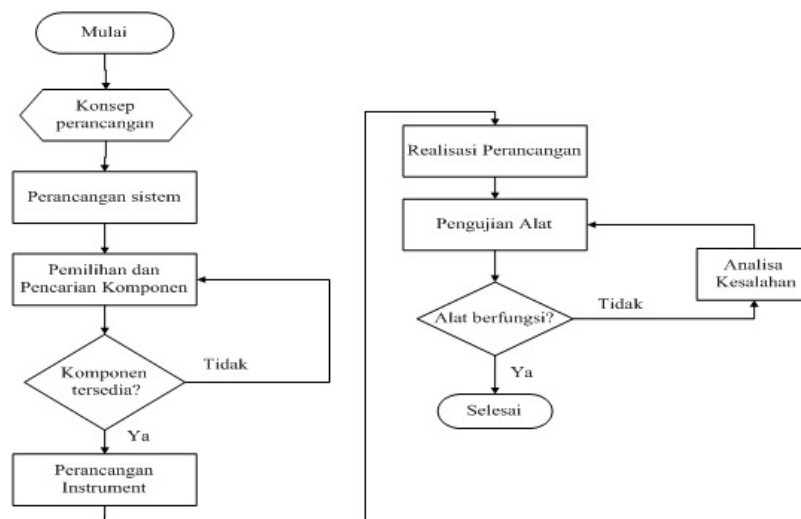 Mulai
Konsep
perancangan
Perancangan sistem
Pemilihan dan
Pencarian Komponen
Komponen
tersedia?
Tidak
Ya
Perancangan
Instrument
Realisasi Perancangan
Pengujian Alat
Alat berfungsi?
Tidak
Analisa
Kesalahan
Ya
Selesai